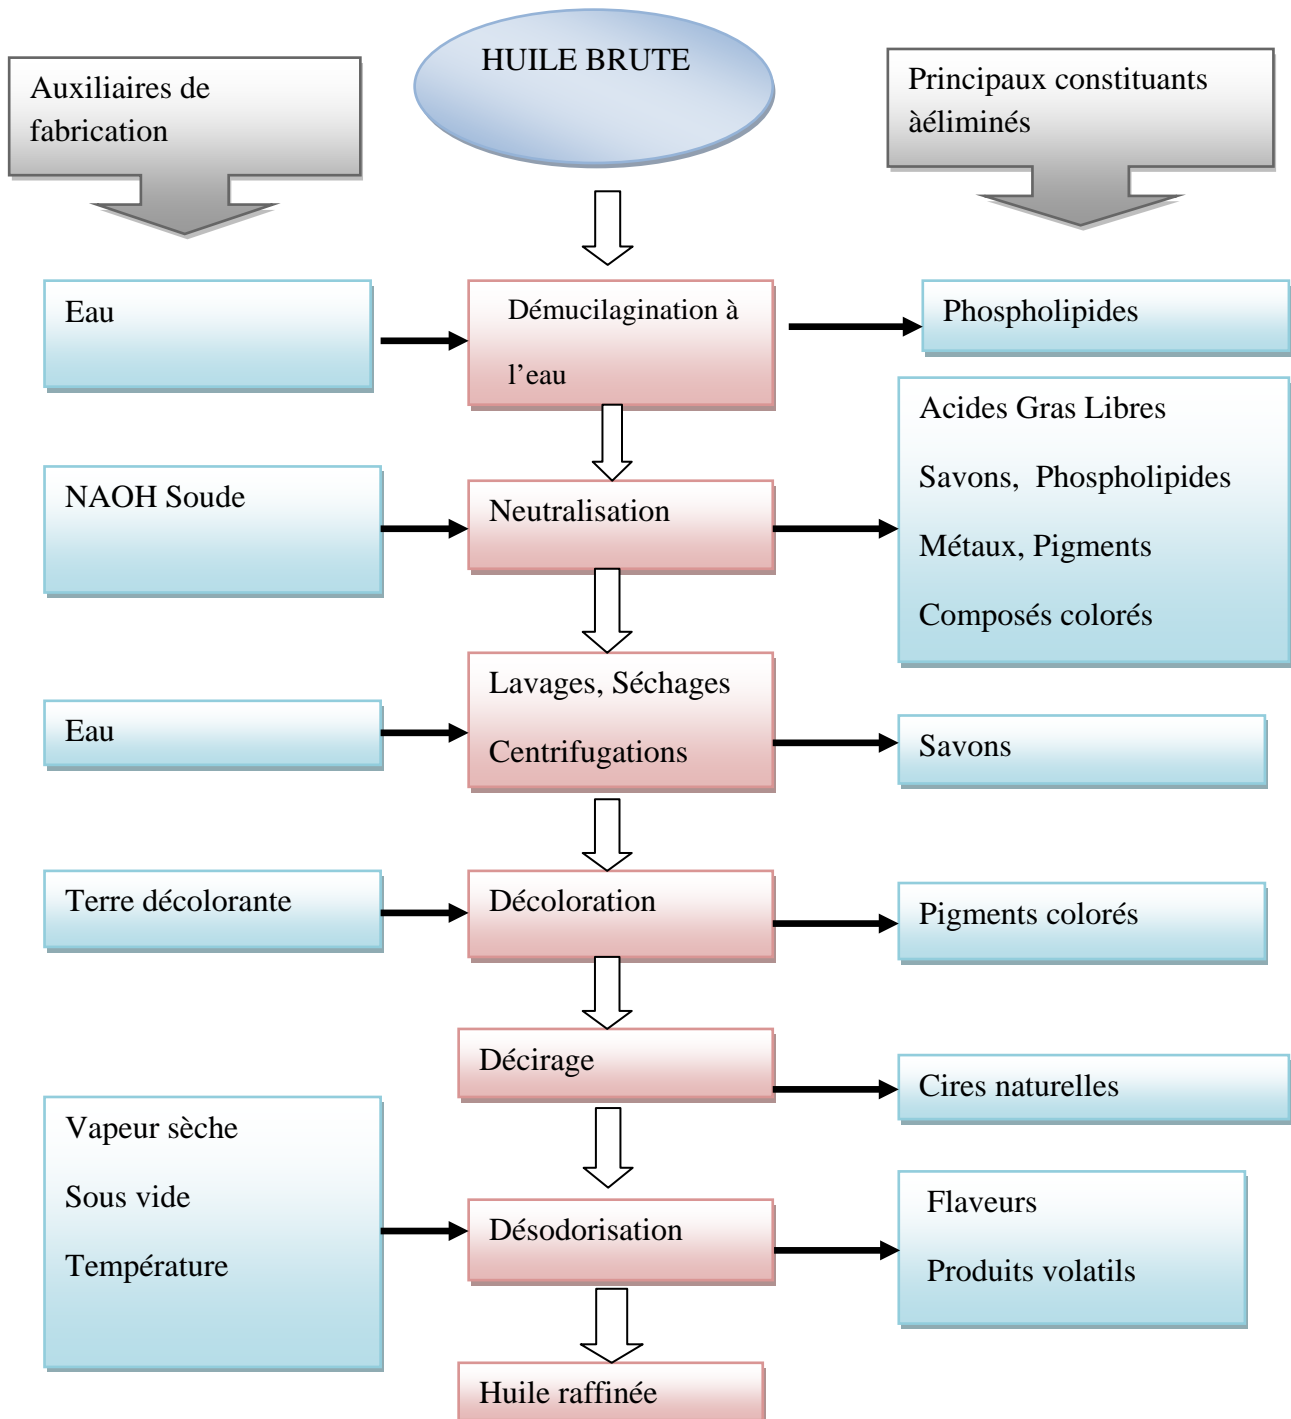 HUILE BRUTE
Auxiliaires de
fabrication
Principaux constituants
àéliminés
Eau
Démucilagination à
l’eau
Phospholipides
NAOH Soude
Neutralisation
Acides Gras Libres
Savons, Phospholipides
Métaux, Pigments
Composés colorés
Eau
Lavages, Séchages
Centrifugations
Savons
Terre décolorante
Décoloration
Pigments colorés
Décirage
Cires naturelles
Vapeur sèche
Sous vide
Température
Désodorisation
Flaveurs
Produits volatils
Huile raffinée